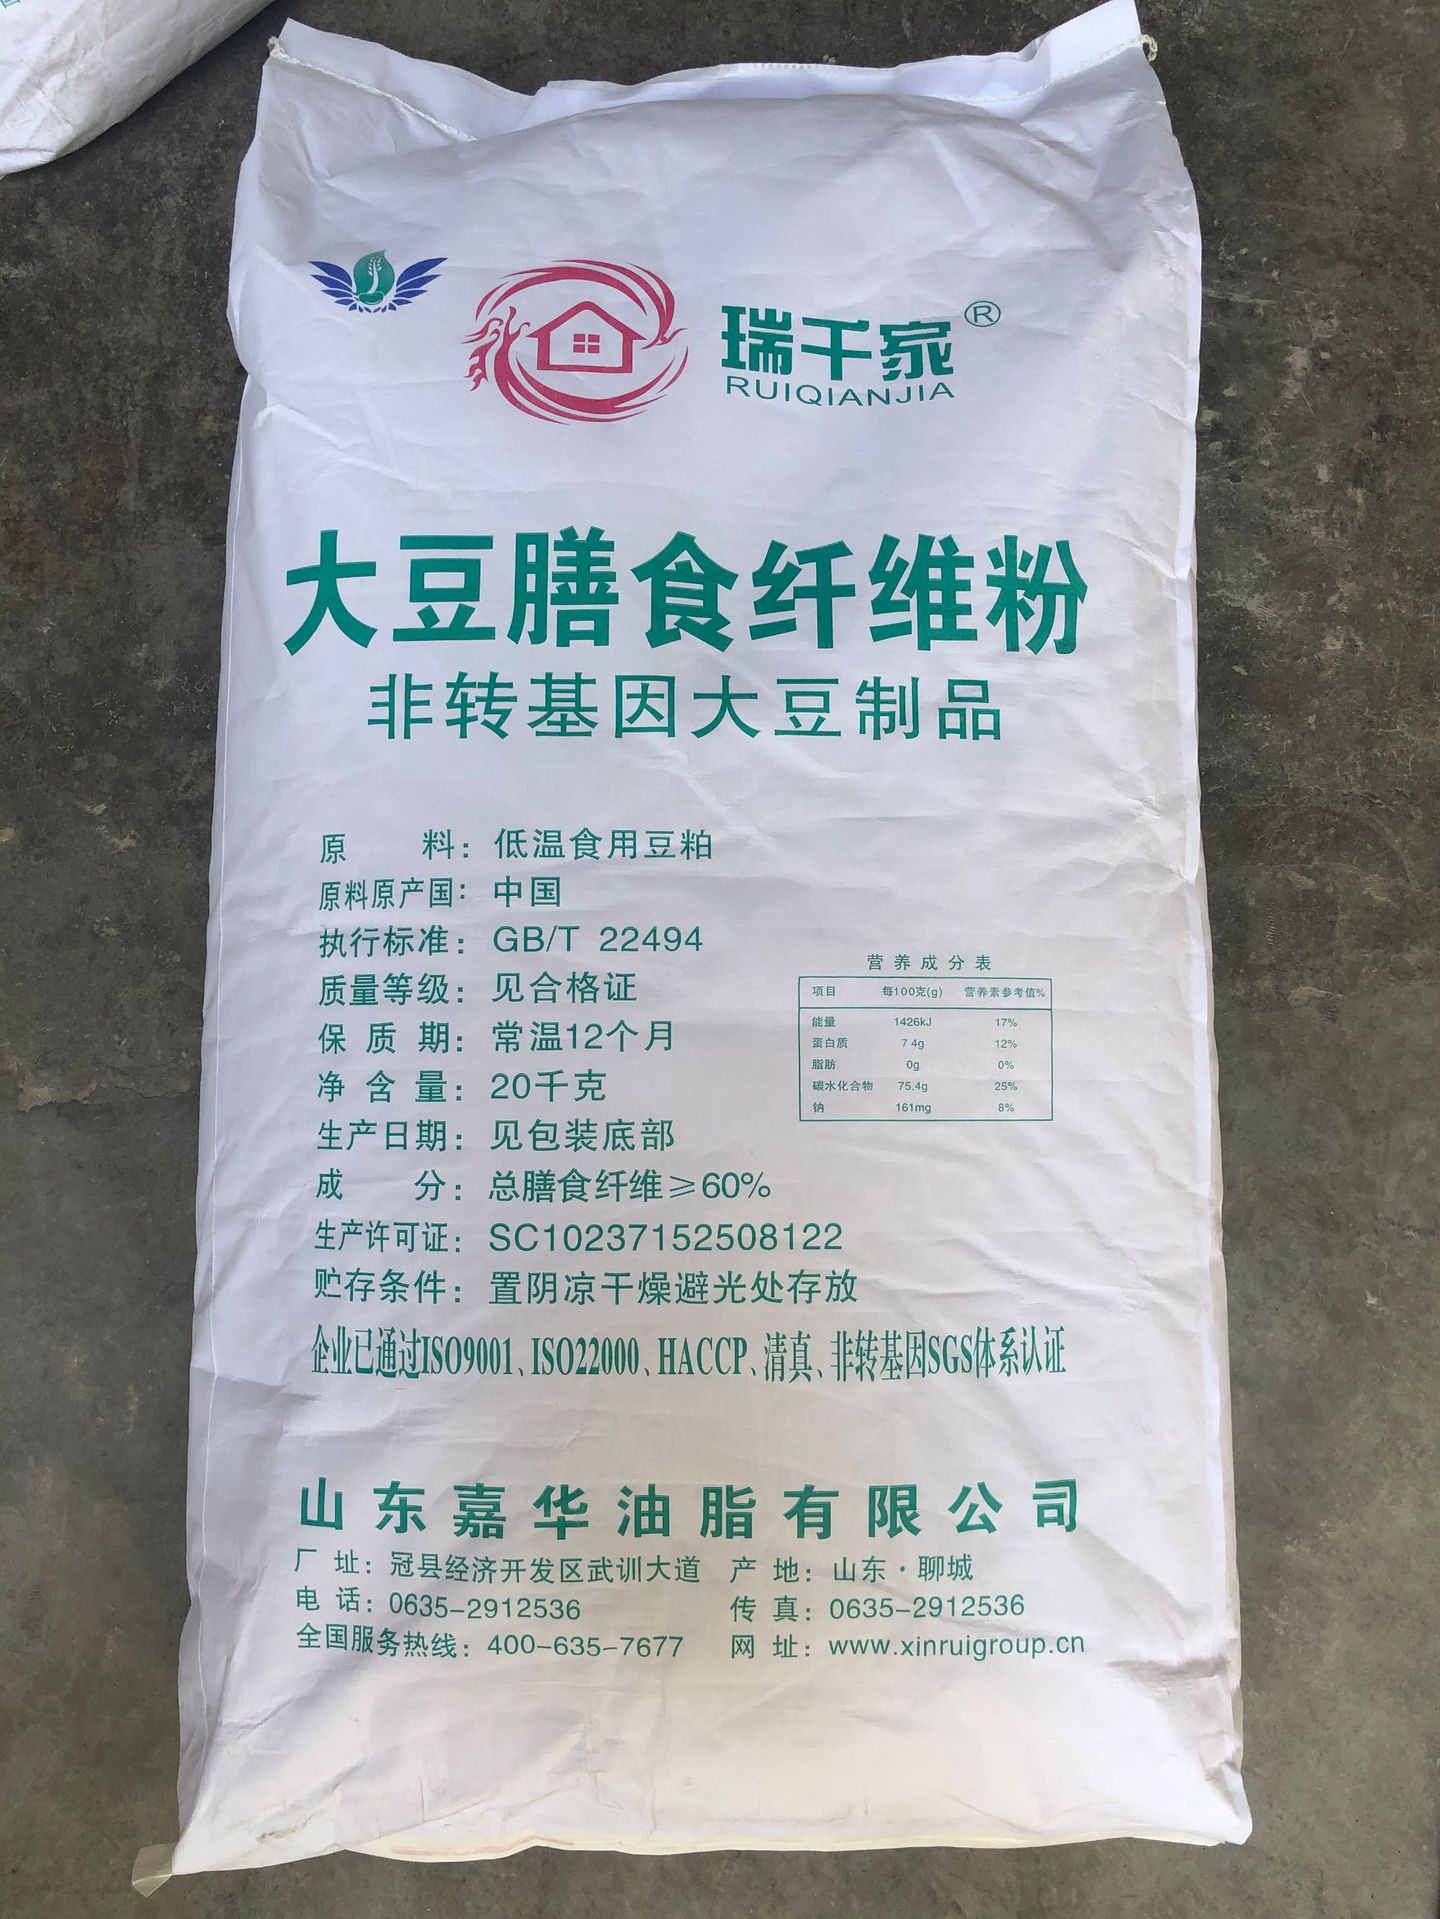 瑞千家®
RUIQIANJIA
大豆膳食纤维粉
非转基因大豆制品
原料：低温食用豆粕
原料原产国：中国
执行标准：GB/T 22494
质量等级：见合格证
保质期：常温12个月
净含量：20千克
生产日期：见包装底部
成分：总膳食纤维≥60%
生产许可证：SC10237152508122
贮存条件：置阴凉干燥避光处存放
营养成分表
项目 每100克(g) 营养素参考值%
能量 1426kJ 17%
蛋白质 7 4g 12%
脂肪 0g 0%
碳水化合物 75.4g 25%
钠 161mg 8%
企业已通过ISO9001、ISO22000、HACCP、清真、非转基因SGS体系认证
山东嘉华油脂有限公司
厂址：冠县经济开发区武训大道 产地：山东·聊城
电话：0635-2912536 传真：0635-2912536
全国服务热线：400-635-7677 网址：www.xinruigroup.cn